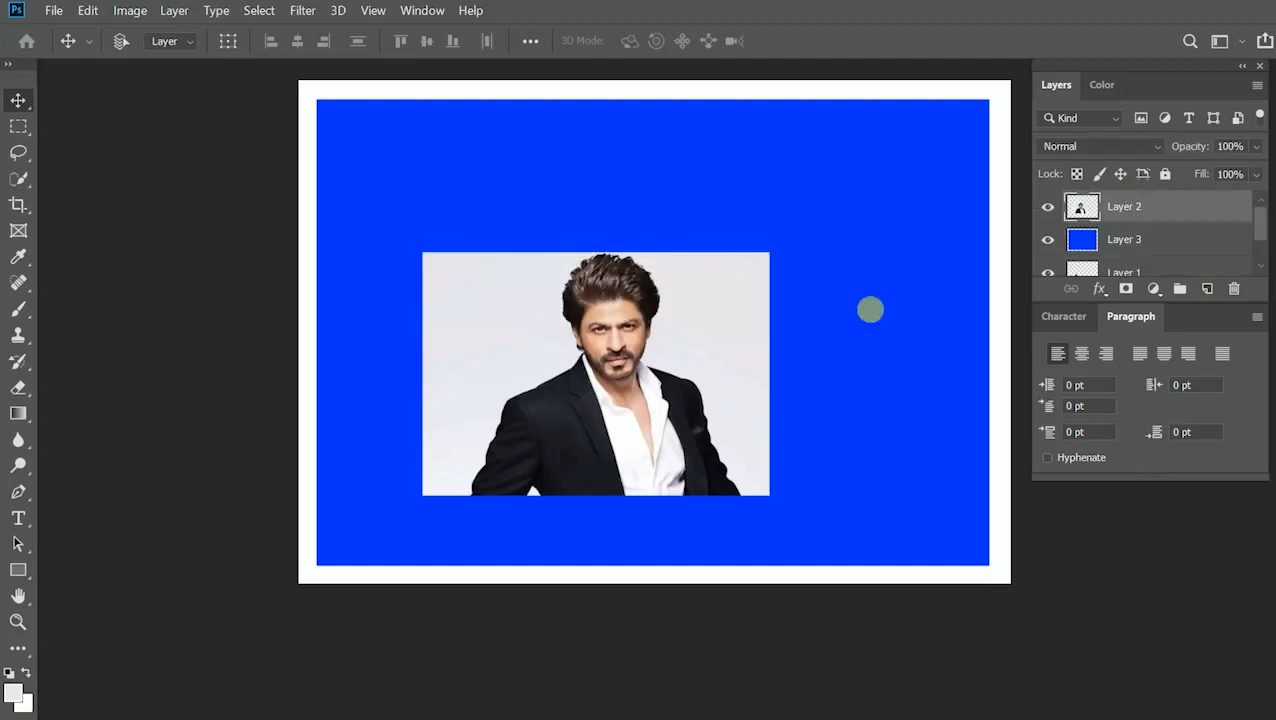 Ps File Edit Image Layer Type Select Filter 3D View Window Help
Layer 3D Mode:
Layers Color
Kind
Normal Opacity: 100%
Lock: Fill: 100%
Layer 2
Layer 3
Layer 1
fx
Character Paragraph
0 pt 0 pt
0 pt
0 pt 0 pt
Hyphenate